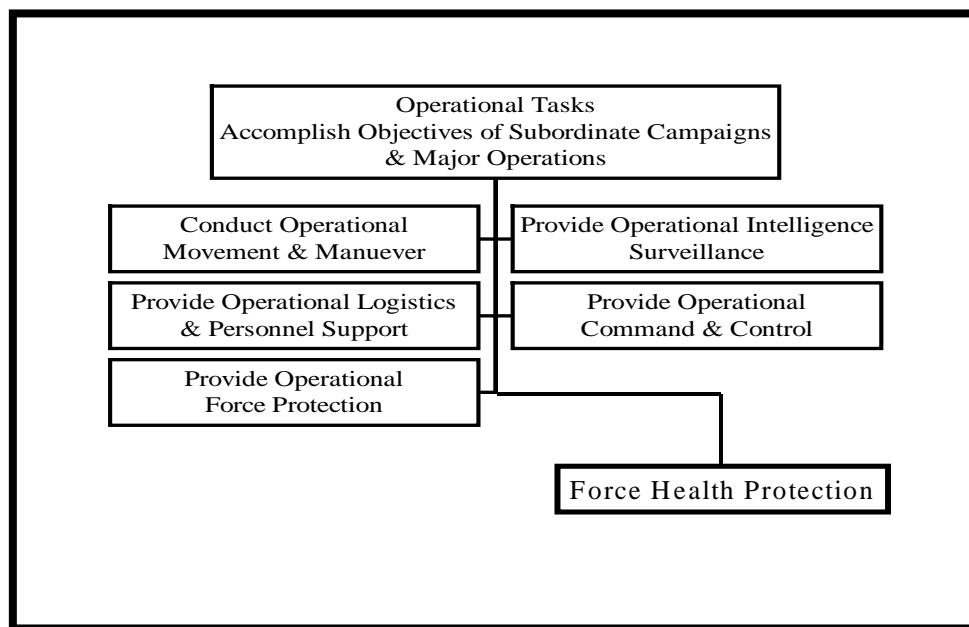 Operational Tasks
Accomplish Objectives of Subordinate Campaigns
& Major Operations
Conduct Operational
Movement & Manuever
Provide Operational Intelligence
Surveillance
Provide Operational Logistics
& Personnel Support
Provide Operational
Command & Control
Provide Operational
Force Protection
Force Health Protection